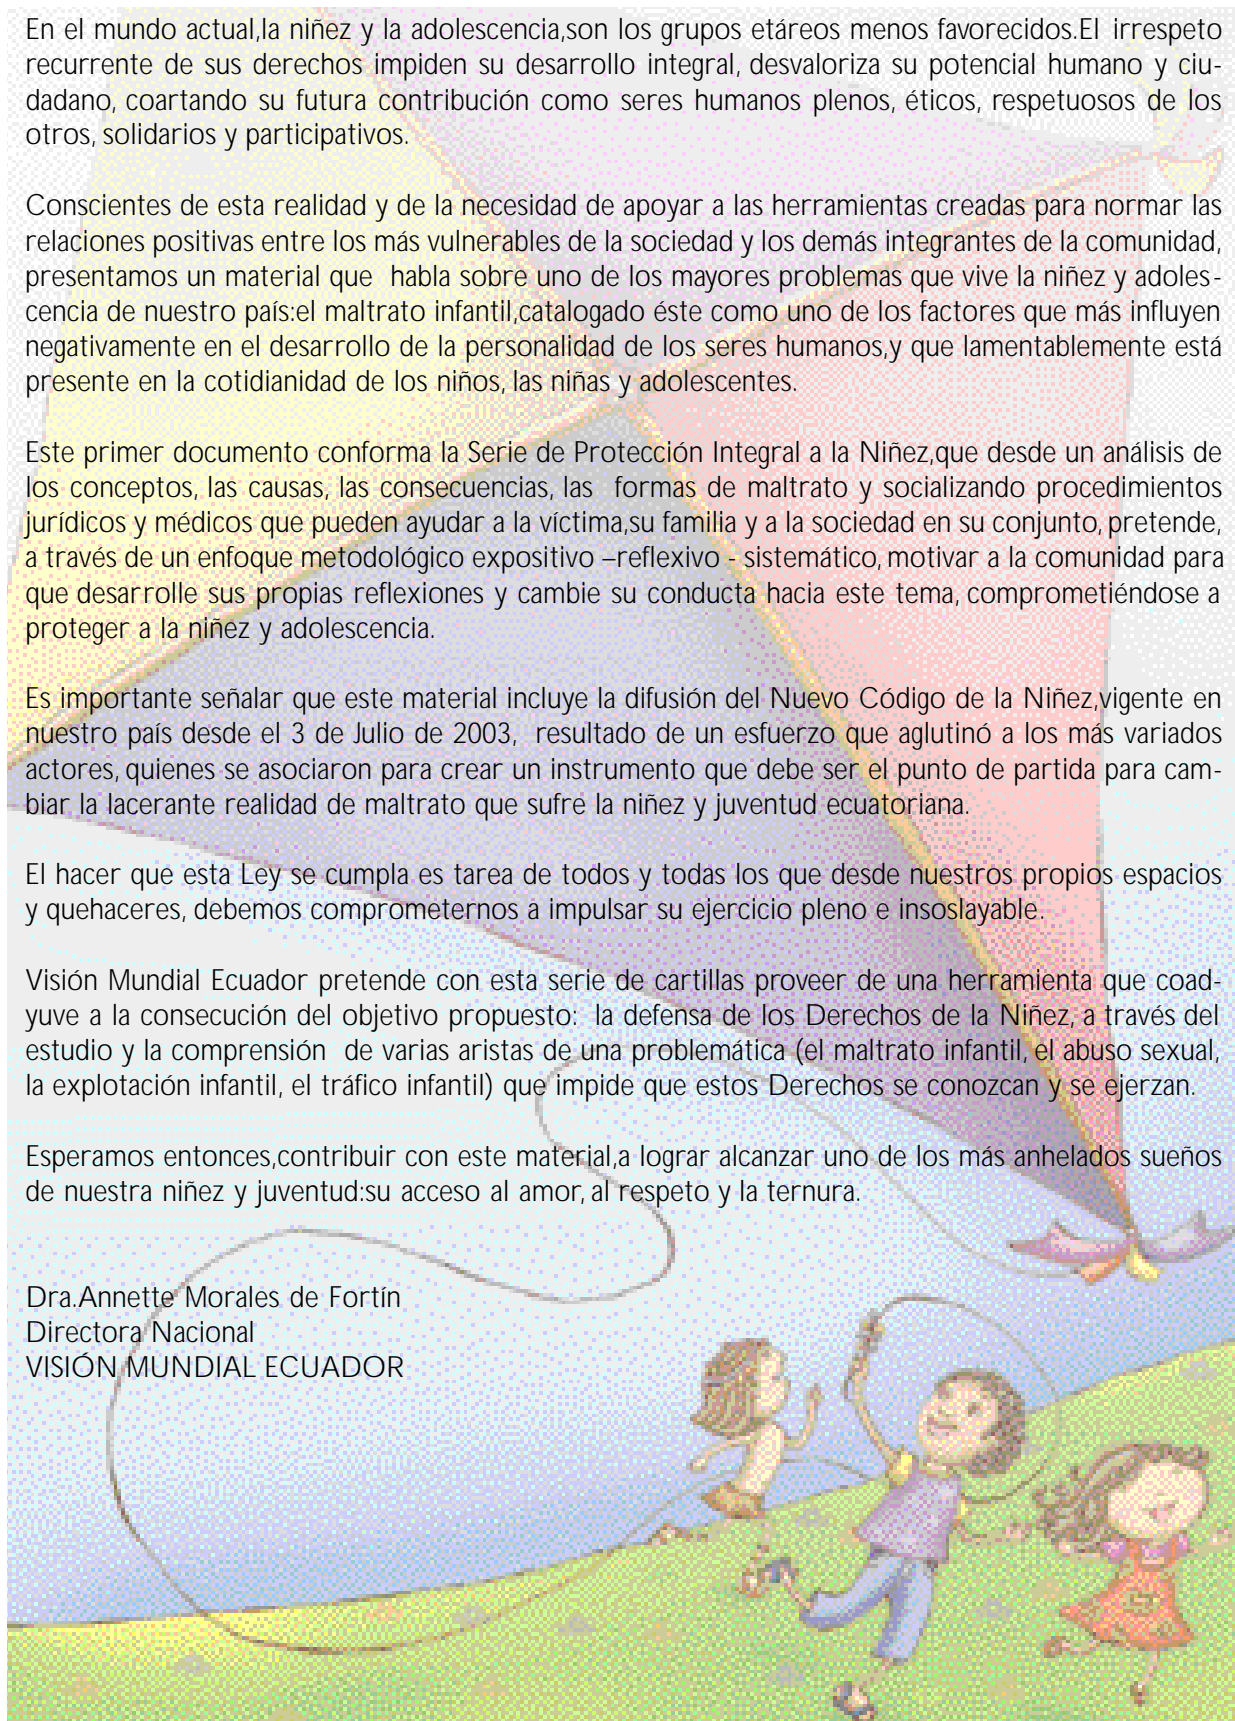 En el mundo actual,la niñez y la adolescencia,son los grupos etáreos menos favorecidos.El irrespeto
recurrente de sus derechos impiden su desarrollo integral, desvaloriza su potencial humano y ciu-
dadano, coartando su futura contribución como seres humanos plenos, éticos, respetuosos de los
otros, solidarios y participativos.
Conscientes de esta realidad y de la necesidad de apoyar a las herramientas creadas para normar las
relaciones positivas entre los más vulnerables de la sociedad y los demás integrantes de la comunidad,
presentamos un material que habla sobre uno de los mayores problemas que vive la niñez y adoles-
cencia de nuestro país:el maltrato infantil,catalogado éste como uno de los factores que más influyen
negativamente en el desarrollo de la personalidad de los seres humanos,y que lamentablemente está
presente en la cotidianidad de los niños, las niñas y adolescentes.
Este primer documento conforma la Serie de Protección Integral a la Niñez,que desde un análisis de
los conceptos, las causas, las consecuencias, las formas de maltrato y socializando procedimientos
jurídicos y médicos que pueden ayudar a la víctima,su familia y a la sociedad en su conjunto, pretende,
a través de un enfoque metodológico expositivo –reflexivo - sistemático, motivar a la comunidad para
que desarrolle sus propias reflexiones y cambie su conducta hacia este tema, comprometiéndose a
proteger a la niñez y adolescencia.
Es importante señalar que este material incluye la difusión del Nuevo Código de la Niñez,vigente en
nuestro país desde el 3 de Julio de 2003, resultado de un esfuerzo que aglutinó a los más variados
actores, quienes se asociaron para crear un instrumento que debe ser el punto de partida para cam-
biar la lacerante realidad de maltrato que sufre la niñez y juventud ecuatoriana.
El hacer que esta Ley se cumpla es tarea de todos y todas los que desde nuestros propios espacios
y quehaceres, debemos comprometernos a impulsar su ejercicio pleno e insoslayable.
Visión Mundial Ecuador pretende con esta serie de cartillas proveer de una herramienta que coad-
yuve a la consecución del objetivo propuesto: la defensa de los Derechos de la Niñez, a través del
estudio y la comprensión de varias aristas de una problemática (el maltrato infantil, el abuso sexual,
la explotación infantil, el tráfico infantil) que impide que estos Derechos se conozcan y se ejerzan.
Esperamos entonces,contribuir con este material,a lograr alcanzar uno de los más anhelados sueños
de nuestra niñez y juventud:su acceso al amor, al respeto y la ternura.
Dra.Annette Morales de Fortín
Directora Nacional
VISIÓN MUNDIAL ECUADOR